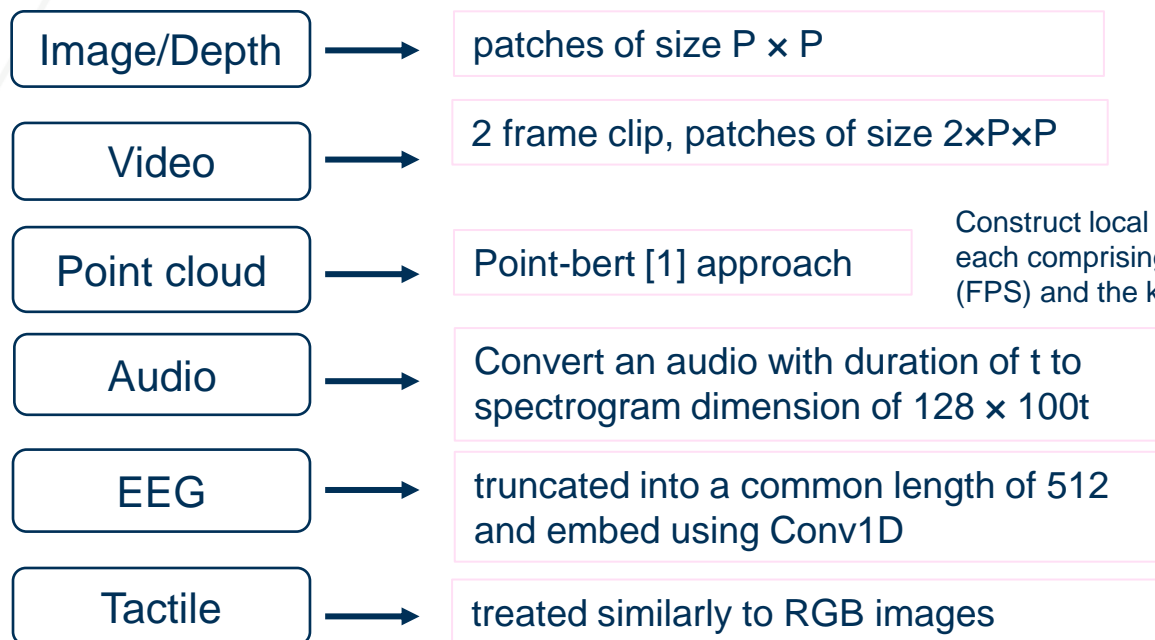 Image/Depth
patches of size P × P
Video
2 frame clip, patches of size 2×P×P
Point cloud
Point-bert [1] approach
Construct local
each comprising
(FPS) and the k
Audio
Convert an audio with duration of t to
spectrogram dimension of 128 × 100t
EEG
truncated into a common length of 512
and embed using Conv1D
Tactile
treated similarly to RGB images